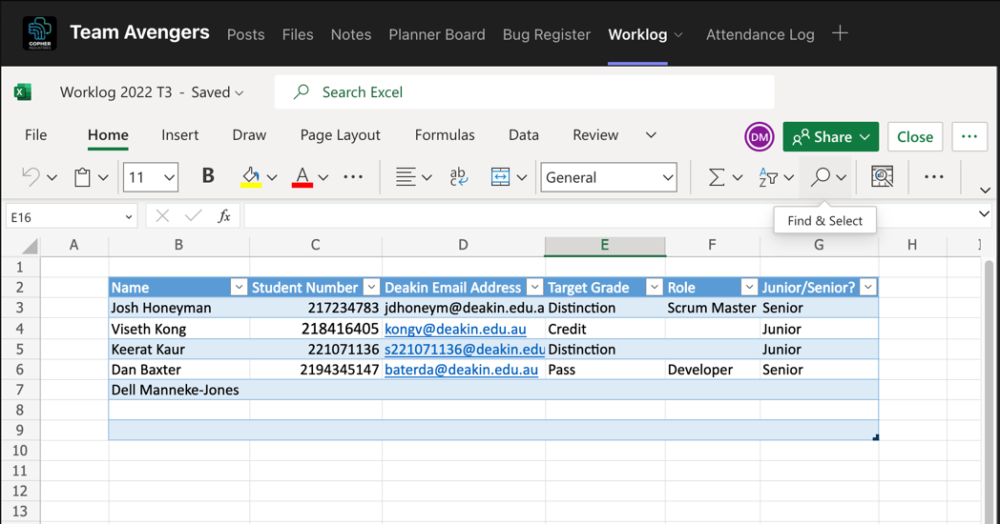 GOPHER
INDUSTRIES
Team Avengers Posts Files Notes Planner Board Bug Register Worklog Attendance Log
Worklog 2022 T3 - Saved
Search Excel
File Home Insert Draw Page Layout Formulas Data Review DM Share Close
11 B A ab General
E16 fx
Find & Select
A B C D E F G H I
1
2 Name Student Number Deakin Email Address Target Grade Role Junior/Senior?
3 Josh Honeyman 217234783 jdhoneym@deakin.edu.a Distinction Scrum Master Senior
4 Viseth Kong 218416405 kongv@deakin.edu.au Credit Junior
5 Keerat Kaur 221071136 s221071136@deakin.edu Distinction Junior
6 Dan Baxter 2194345147 baterda@deakin.edu.au Pass Developer Senior
7 Dell Manneke-Jones
8
9
10
11
12
13